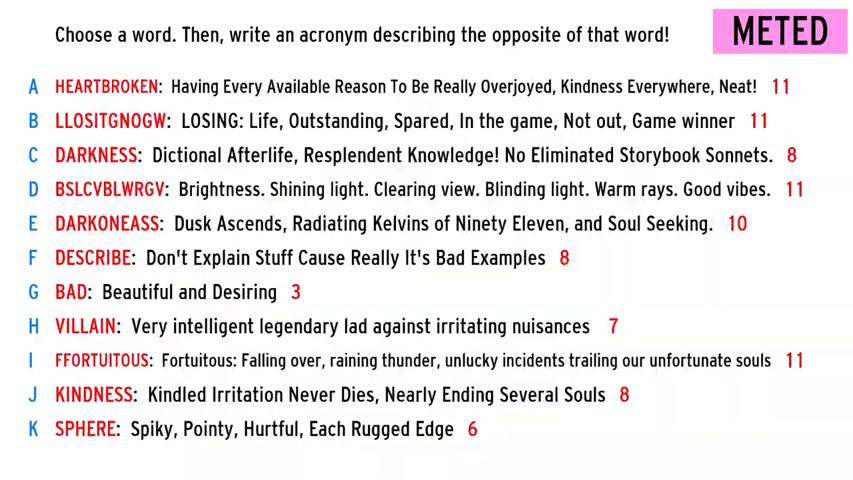 Choose a word. Then, write an acronym describing the opposite of that word!
METED
A HEARTBROKEN: Having Every Available Reason To Be Really Overjoyed, Kindness Everywhere, Neat! 11
B LLOSITGNOGW: LOSING: Life, Outstanding, Spared, In the game, Not out, Game winner 11
C DARKNESS: Dictional Afterlife, Resplendent Knowledge! No Eliminated Storybook Sonnets. 8
D BSLCVBLWRGV: Brightness. Shining light. Clearing view. Blinding light. Warm rays. Good vibes. 11
E DARKONEASS: Dusk Ascends, Radiating Kelvins of Ninety Eleven, and Soul Seeking. 10
F DESCRIBE: Don't Explain Stuff Cause Really It's Bad Examples 8
G BAD: Beautiful and Desiring 3
H VILLAIN: Very intelligent legendary lad against irritating nuisances 7
I FFORTUITOUS: Fortuitous: Falling over, raining thunder, unlucky incidents trailing our unfortunate souls 11
J KINDNESS: Kindled Irritation Never Dies, Nearly Ending Several Souls 8
K SPHERE: Spiky, Pointy, Hurtful, Each Rugged Edge 6